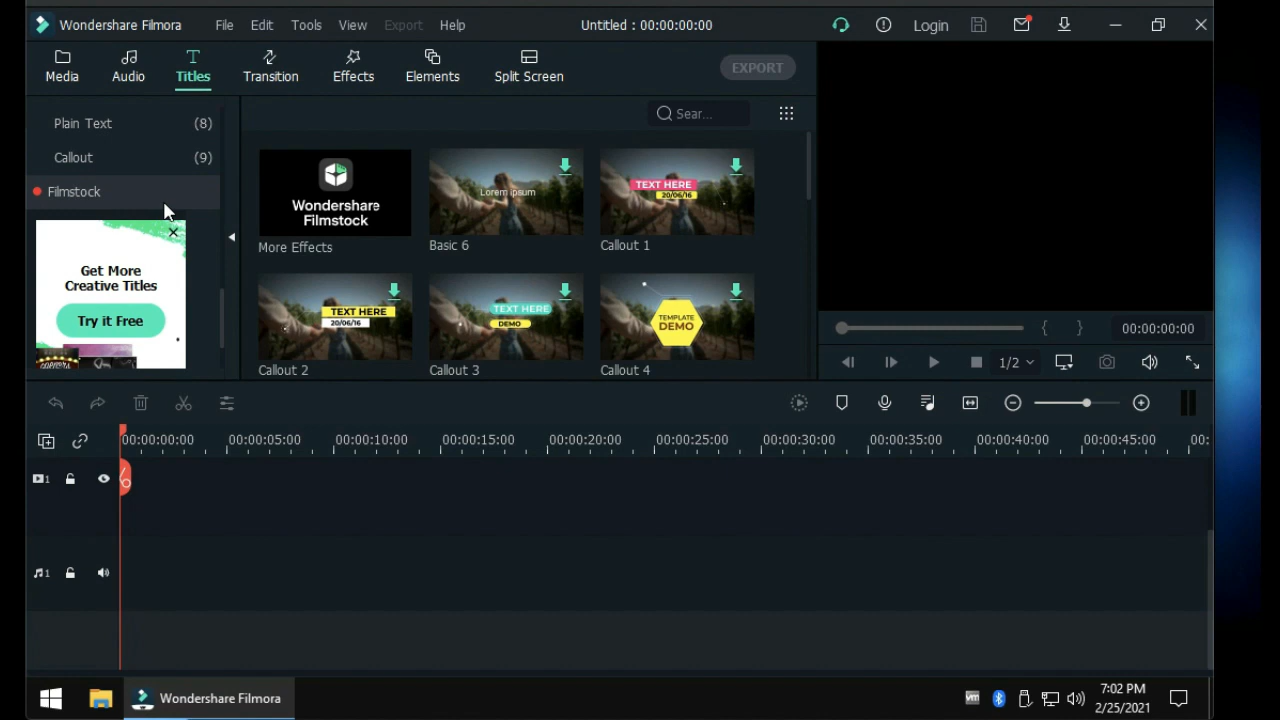 Wondershare Filmora
File
Edit
Tools
View
Export
Help
Untitled : 00:00:00:00
Login
Media
Audio
Titles
Transition
Effects
Elements
Split Screen
EXPORT
Plain Text (8)
Callout (9)
Filmstock
Get More
Creative Titles
Try it Free
Sear...
Wondershare
Filmstock
More Effects
Lorem ipsum
Basic 6
TEXT HERE
20/06/16
Callout 1
TEXT HERE
20/06/16
Callout 2
TEXT HERE
DEMO
Callout 3
TEMPLATE
DEMO
Callout 4
{ }
00:00:00:00
1/2
00:00:00:00
00:00:05:00
00:00:10:00
00:00:15:00
00:00:20:00
00:00:25:00
00:00:30:00
00:00:35:00
00:00:40:00
00:00:45:00
00:
1
1
Wondershare Filmora
vm
7:02 PM
2/25/2021